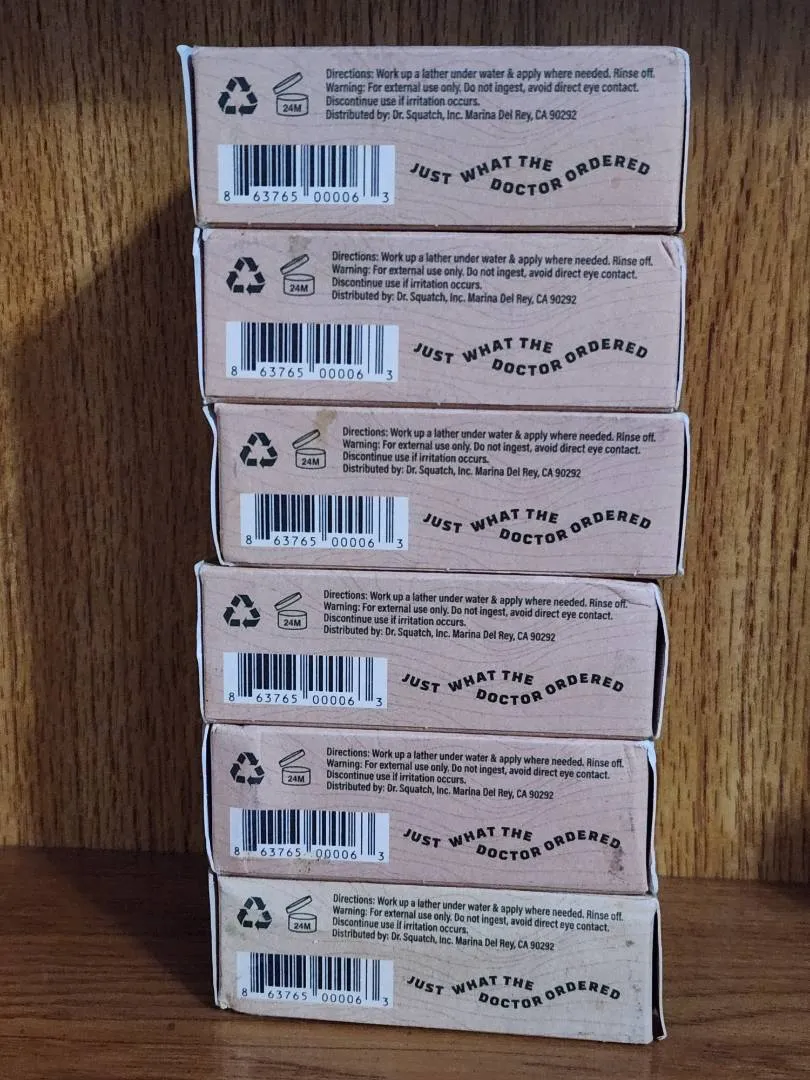 24M
Directions: Work up a lather under water & apply where needed. Rinse off.
Warning: For external use only. Do not ingest, avoid direct eye contact.
Discontinue use if irritation occurs.
Distributed by: Dr. Squatch, Inc. Marina Del Rey, CA 90292
JUST WHAT THE
DOCTOR ORDERED
8 63765 00006 3
24M
Directions: Work up a lather under water & apply where needed. Rinse off.
Warning: For external use only. Do not ingest, avoid direct eye contact.
Discontinue use if irritation occurs.
Distributed by: Dr. Squatch, Inc. Marina Del Rey, CA 90292
JUST WHAT THE
DOCTOR ORDERED
8 63765 00006 3
24M
Directions: Work up a lather under water & apply where needed. Rinse off.
Warning: For external use only. Do not ingest, avoid direct eye contact.
Discontinue use if irritation occurs.
Distributed by: Dr. Squatch, Inc. Marina Del Rey, CA 90292
JUST WHAT THE
DOCTOR ORDERED
8 63765 00006 3
24M
Directions: Work up a lather under water & apply where needed. Rinse off.
Warning: For external use only. Do not ingest, avoid direct eye contact.
Discontinue use if irritation occurs.
Distributed by: Dr. Squatch, Inc. Marina Del Rey, CA 90292
JUST WHAT THE
DOCTOR ORDERED
8 63765 00006 3
24M
Directions: Work up a lather under water & apply where needed. Rinse off.
Warning: For external use only. Do not ingest, avoid direct eye contact.
Discontinue use if irritation occurs.
Distributed by: Dr. Squatch, Inc. Marina Del Rey, CA 90292
JUST WHAT THE
DOCTOR ORDERED
8 63765 00006 3
24M
Directions: Work up a lather under water & apply where needed. Rinse off.
Warning: For external use only. Do not ingest, avoid direct eye contact.
Discontinue use if irritation occurs.
Distributed by: Dr. Squatch, Inc. Marina Del Rey, CA 90292
JUST WHAT THE
DOCTOR ORDERED
8 63765 00006 3